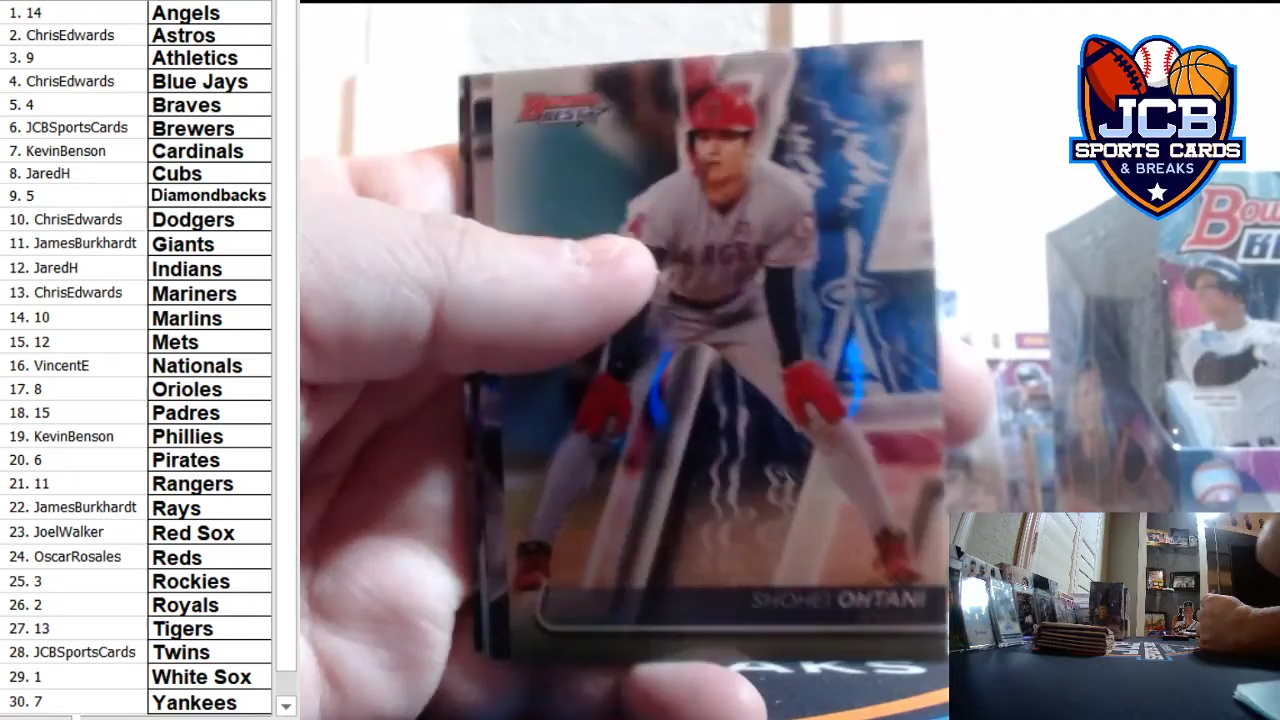 1. 14 Angels
2. ChrisEdwards Astros
3. 9 Athletics
4. ChrisEdwards Blue Jays
5. 4 Braves
6. JCBSportsCards Brewers
7. KevinBenson Cardinals
8. JaredH Cubs
9. 5 Diamondbacks
10. ChrisEdwards Dodgers
11. JamesBurkhardt Giants
12. JaredH Indians
13. ChrisEdwards Mariners
14. 10 Marlins
15. 12 Mets
16. VincentE Nationals
17. 8 Orioles
18. 15 Padres
19. KevinBenson Phillies
20. 6 Pirates
21. 11 Rangers
22. JamesBurkhardt Rays
23. JoelWalker Red Sox
24. OscarRosales Reds
25. 3 Rockies
26. 2 Royals
27. 13 Tigers
28. JCBSportsCards Twins
29. 1 White Sox
30. 7 Yankees
BOWMAN'S
BEST
SHOHEI OHTANI
JCB
SPORTS CARDS
& BREAKS